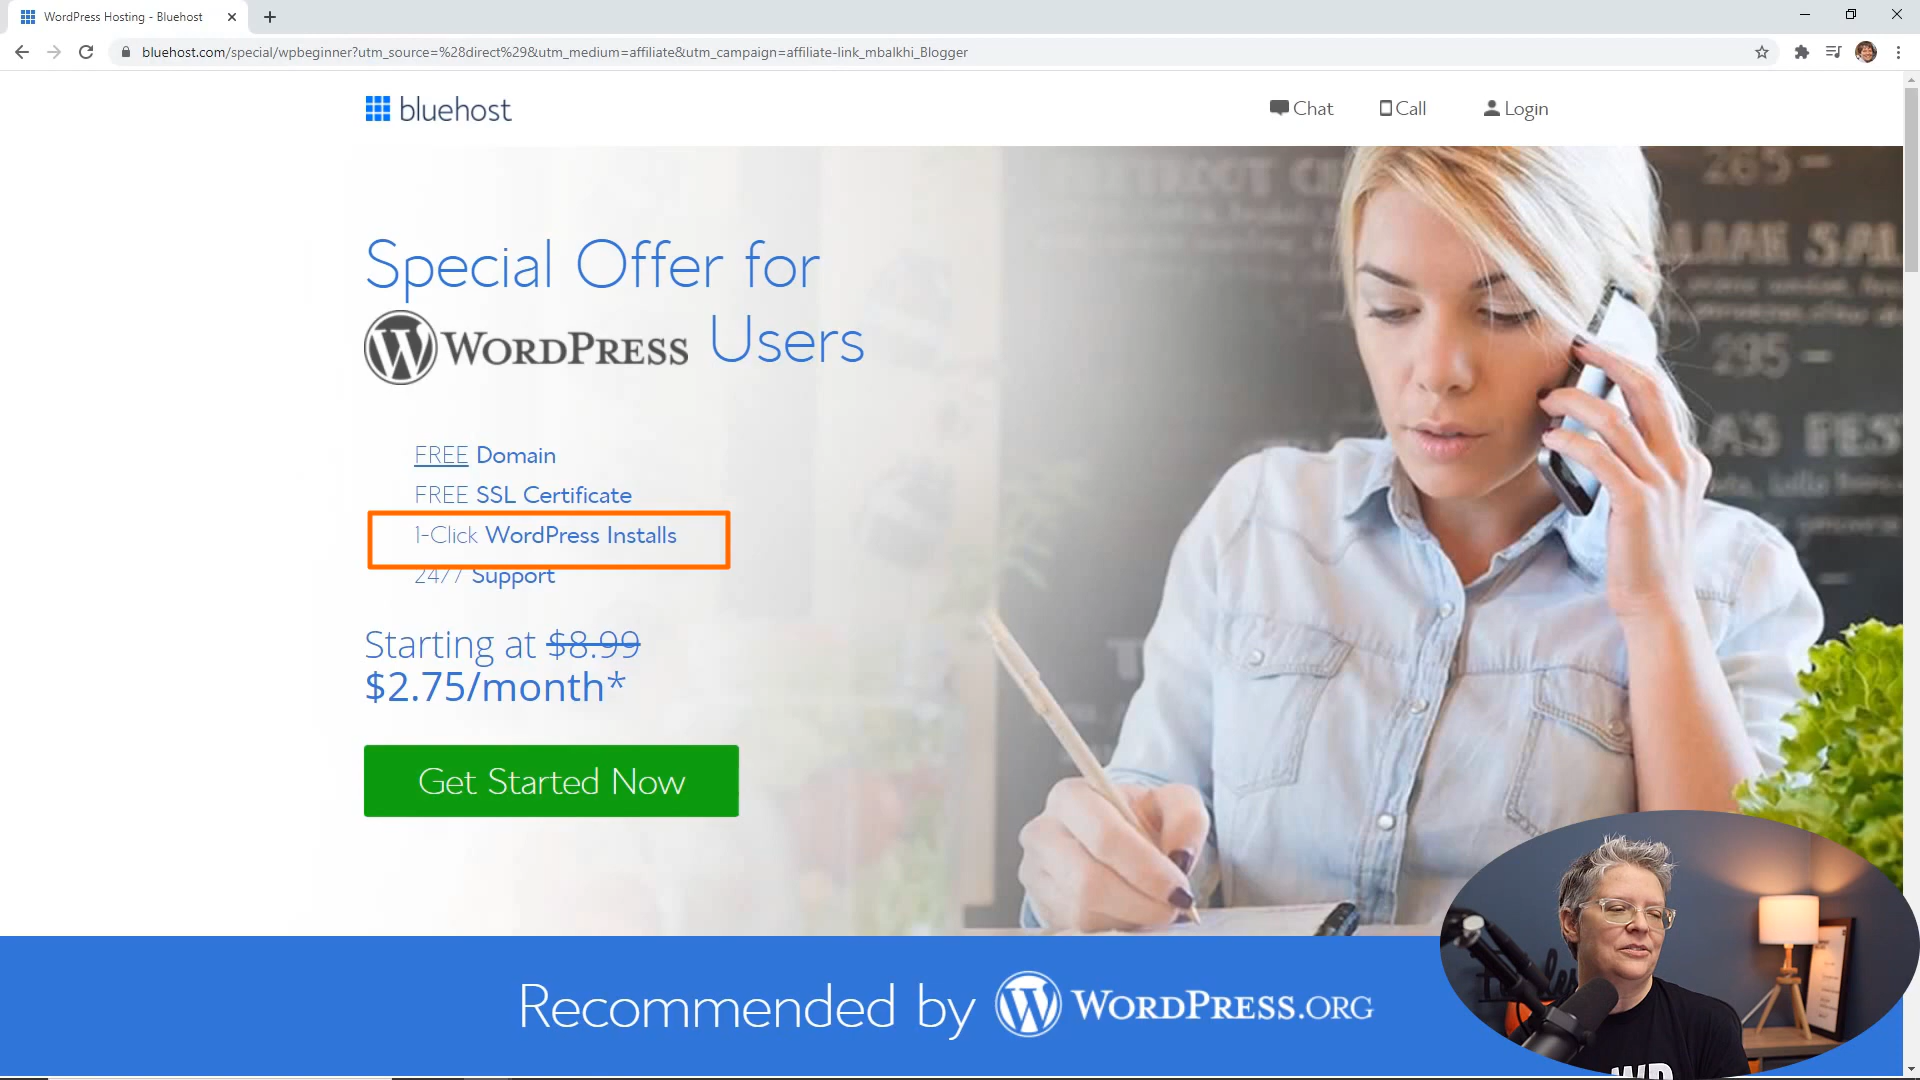 WordPress Hosting - Bluehost
bluehost.com/special/wpbeginner?utm_source=%28direct%29&utm_medium=affiliate&utm_campaign=affiliate-link_mbalkhi_Blogger
bluehost
Chat
Call
Login
Special Offer for
WORDPRESS Users
FREE Domain
FREE SSL Certificate
1-Click WordPress Installs
24/7 Support
Starting at $8.99
$2.75/month*
Get Started Now
265-
295-
Recommended by WORDPRESS.ORG